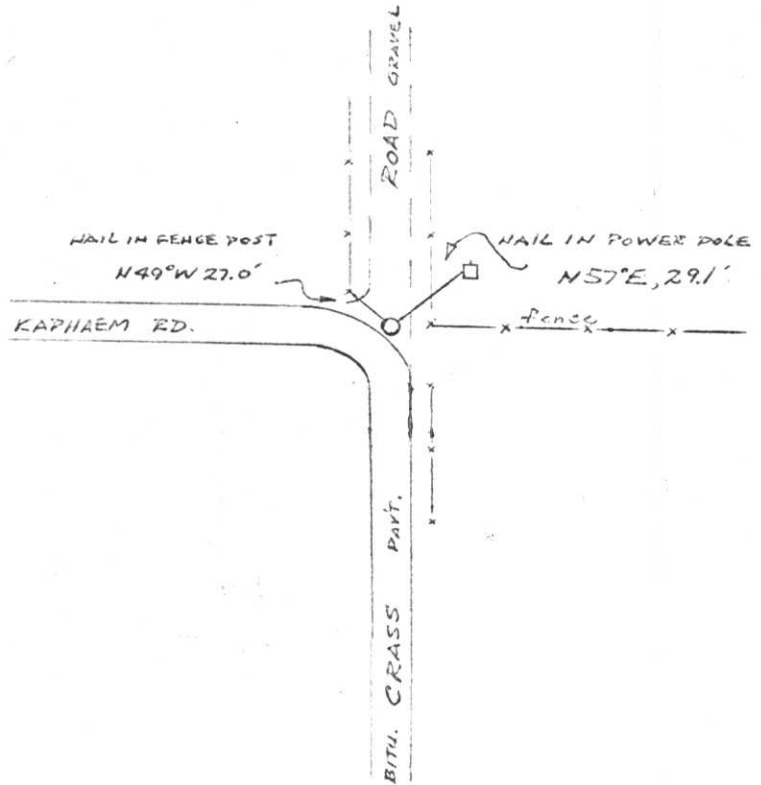 ROAD GRAVEL
NAIL IN FENCE POST
N49°W 27.0'
NAIL IN POWER POLE
N57°E, 29.1'
KAPHAEM RD.
fence
BITU. CRASS PAVT.